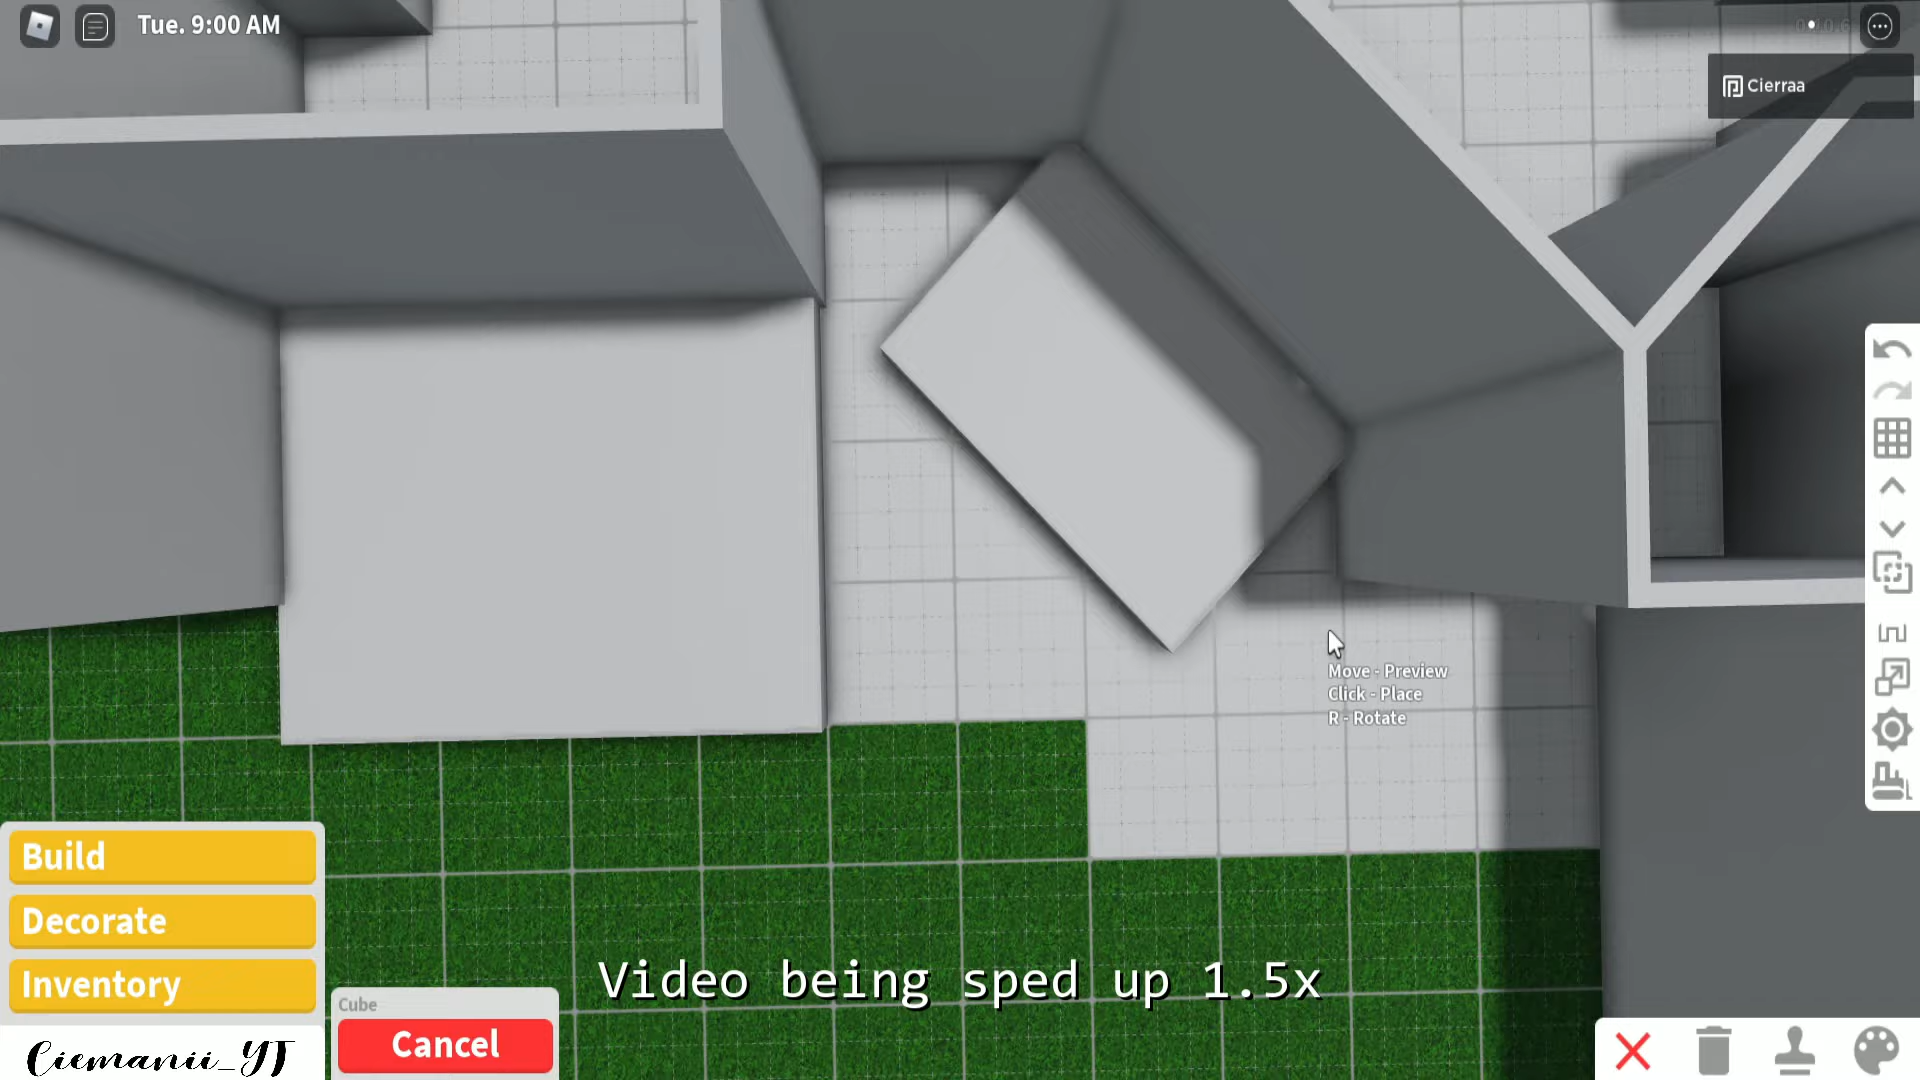 Tue. 9:00 AM
Cierraa
Move - Preview
Click - Place
R - Rotate
Build
Decorate
Inventory
Video being sped up 1.5x
Cube
Cancel
Ciemanii_YT